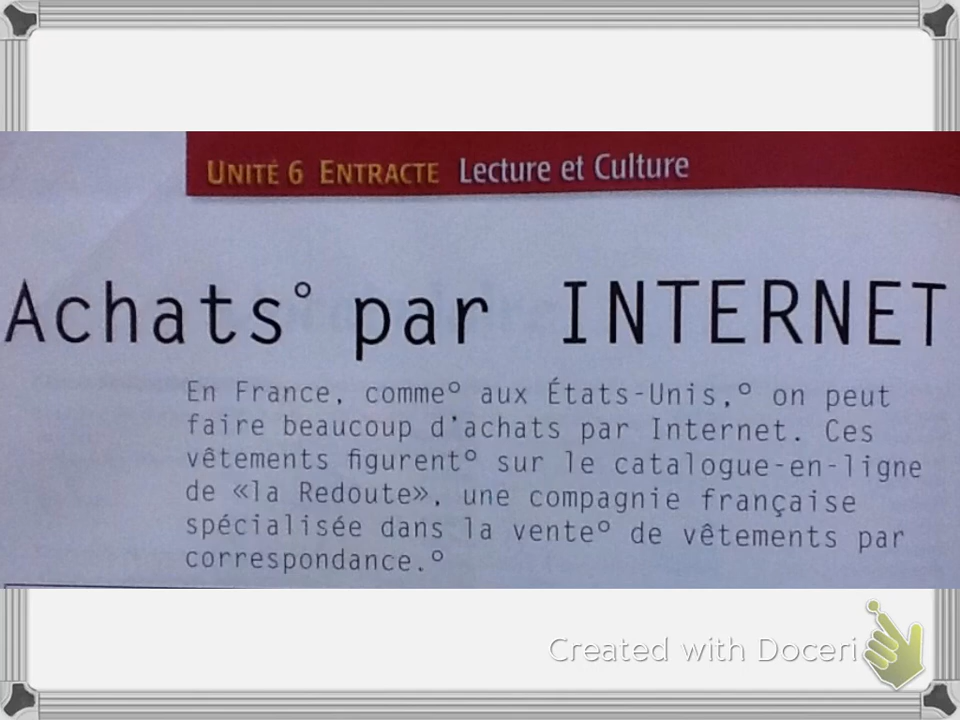 UNITÉ 6 ENTRACTE Lecture et Culture
Achats° par INTERNET
En France, comme° aux États-Unis,° on peut
faire beaucoup d'achats par Internet. Ces
vêtements figurent° sur le catalogue-en-ligne
de «la Redoute», une compagnie française
spécialisée dans la vente° de vêtements par
correspondance.°
Created with Doceri